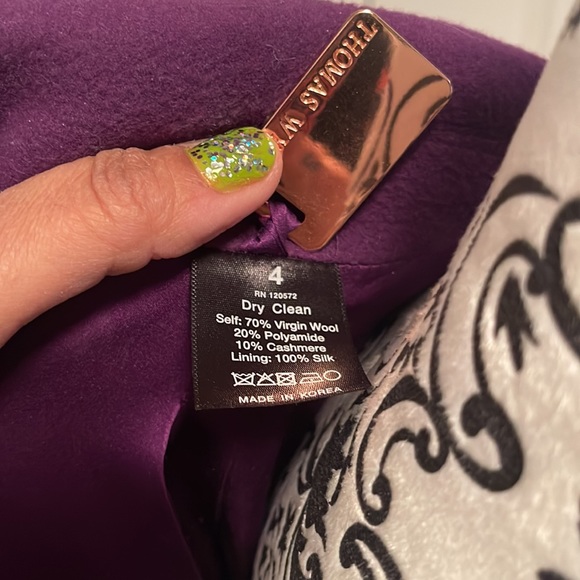 THOMAS
4
RN 120572
Dry Clean
Self: 70% Virgin Wool
20% Polyamide
10% Cashmere
Lining: 100% Silk
MADE IN KOREA